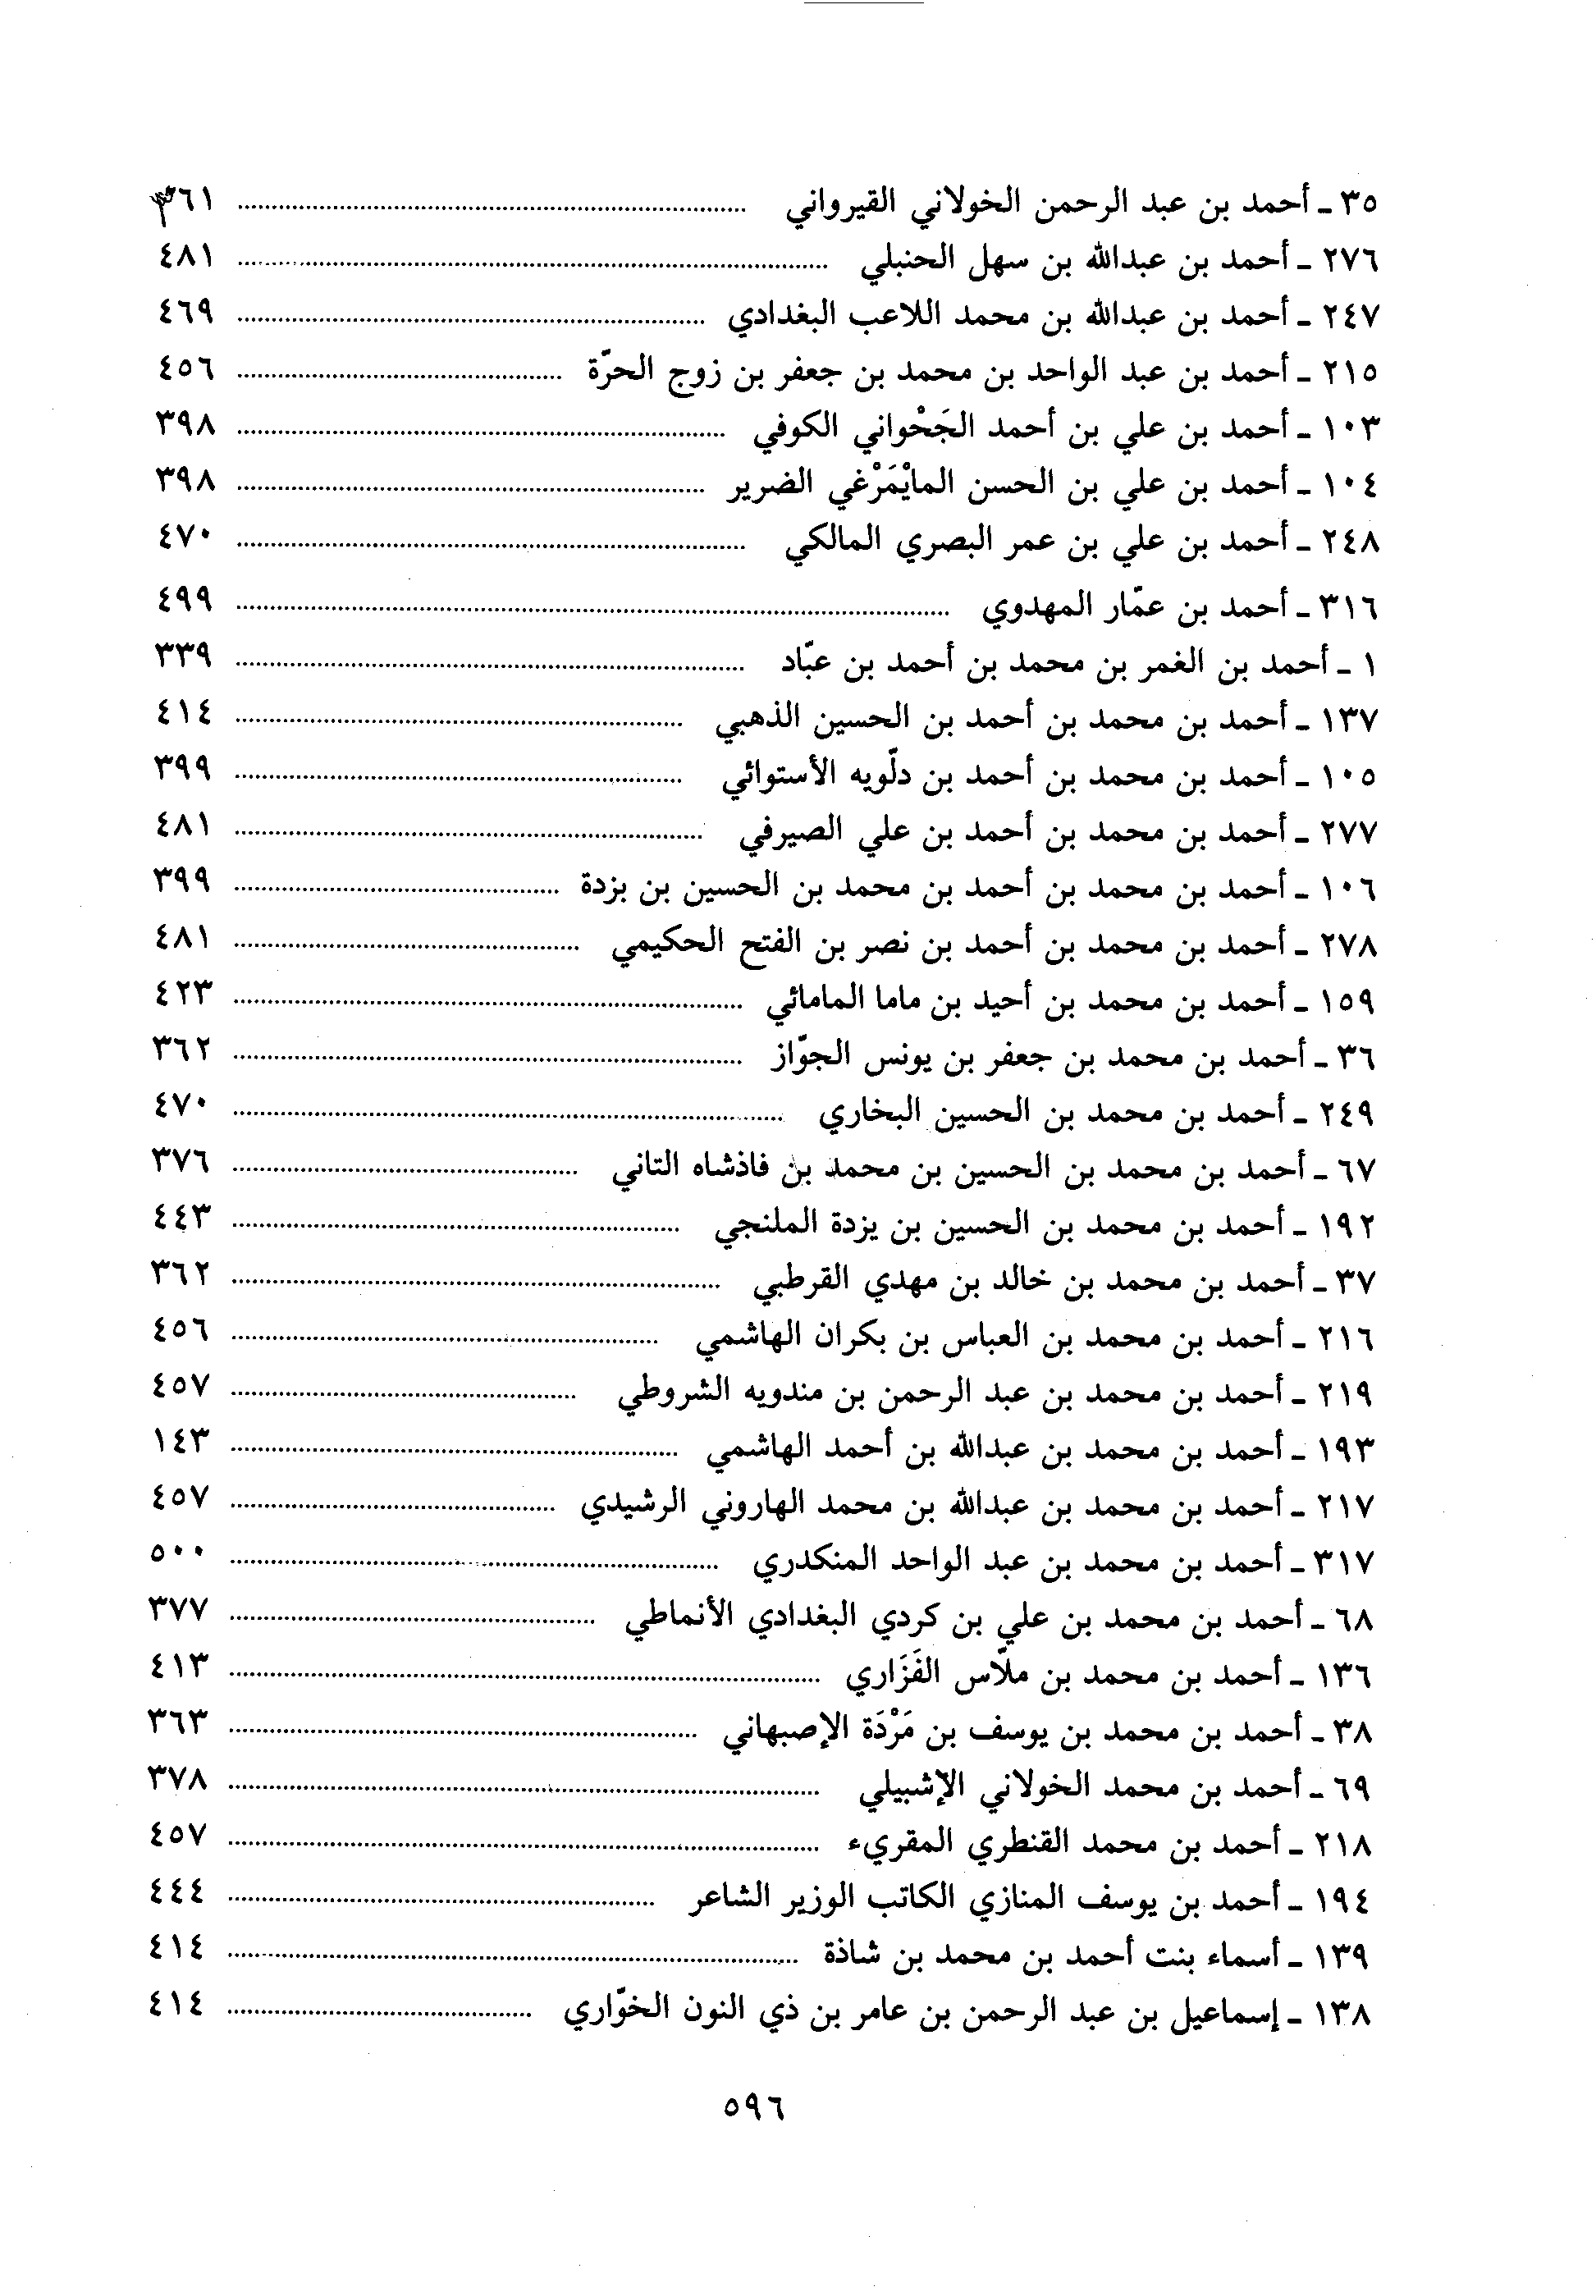 ٣٥ ـ أحمد بن عبد الرحمن الخولاني القيرواني ........ ٣٦١
٢٧٦ ـ أحمد بن عبدالله بن سهل الحنبلي ........ ٤٨١
٢٤٧ ـ أحمد بن عبدالله بن محمد اللاعب البغدادي ........ ٤٦٩
٢١٥ ـ أحمد بن عبد الواحد بن محمد بن جعفر بن زوج الحرّة ........ ٤٥٦
١٠٣ ـ أحمد بن علي بن أحمد الجَحْواني الكوفي ........ ٣٩٨
١٠٤ ـ أحمد بن علي بن الحسن المايْمَرْغي الضرير ........ ٣٩٨
٢٤٨ ـ أحمد بن علي بن عمر البصري المالكي ........ ٤٧٠
٣١٦ ـ أحمد بن عمّار المهدوي ........ ٤٩٩
١ ـ أحمد بن الغمر بن محمد بن أحمد بن عبّاد ........ ٣٣٩
١٣٧ ـ أحمد بن محمد بن أحمد بن الحسين الذهبي ........ ٤١٤
١٠٥ ـ أحمد بن محمد بن أحمد بن دلّويه الأستوائي ........ ٣٩٩
٢٧٧ ـ أحمد بن محمد بن أحمد بن علي الصيرفي ........ ٤٨١
١٠٦ ـ أحمد بن محمد بن أحمد بن محمد بن الحسين بن بزدة ........ ٣٩٩
٢٧٨ ـ أحمد بن محمد بن أحمد بن نصر بن الفتح الحكيمي ........ ٤٨١
١٥٩ ـ أحمد بن محمد بن أحيد بن ماما المامائي ........ ٤٢٣
٣٦ ـ أحمد بن محمد بن جعفر بن يونس الجوّاز ........ ٣٦٢
٢٤٩ ـ أحمد بن محمد بن الحسين البخاري ........ ٤٧٠
٦٧ ـ أحمد بن محمد بن الحسين بن محمد بن فاذشاه التاني ........ ٣٧٦
١٩٢ ـ أحمد بن محمد بن الحسين بن يزدة الملنجي ........ ٤٤٣
٣٧ ـ أحمد بن محمد بن خالد بن مهدي القرطبي ........ ٣٦٢
٢١٦ ـ أحمد بن محمد بن العباس بن بكران الهاشمي ........ ٤٥٦
٢١٩ ـ أحمد بن محمد بن عبد الرحمن بن مندويه الشروطي ........ ٤٥٧
١٩٣ ـ أحمد بن محمد بن عبدالله بن أحمد الهاشمي ........ ١٤٣
٢١٧ ـ أحمد بن محمد بن عبدالله بن محمد الهاروني الرشيدي ........ ٤٥٧
٣١٧ ـ أحمد بن محمد بن عبد الواحد المنكدري ........ ٥٠٠
٦٨ ـ أحمد بن محمد بن علي بن كردي البغدادي الأنماطي ........ ٣٧٧
١٣٦ ـ أحمد بن محمد بن ملّاس الفَزَاري ........ ٤١٣
٣٨ ـ أحمد بن محمد بن يوسف بن مَرْدَة الإصبهاني ........ ٣٦٣
٦٩ ـ أحمد بن محمد الخولاني الإشبيلي ........ ٣٧٨
٢١٨ ـ أحمد بن محمد القنطري المقريء ........ ٤٥٧
١٩٤ ـ أحمد بن يوسف المنازي الكاتب الوزير الشاعر ........ ٤٤٤
١٣٩ ـ أسماء بنت أحمد بن محمد بن شاذة ........ ٤١٤
١٣٨ ـ إسماعيل بن عبد الرحمن بن عامر بن ذي النون الخوّاري ........ ٤١٤
٥٩٦